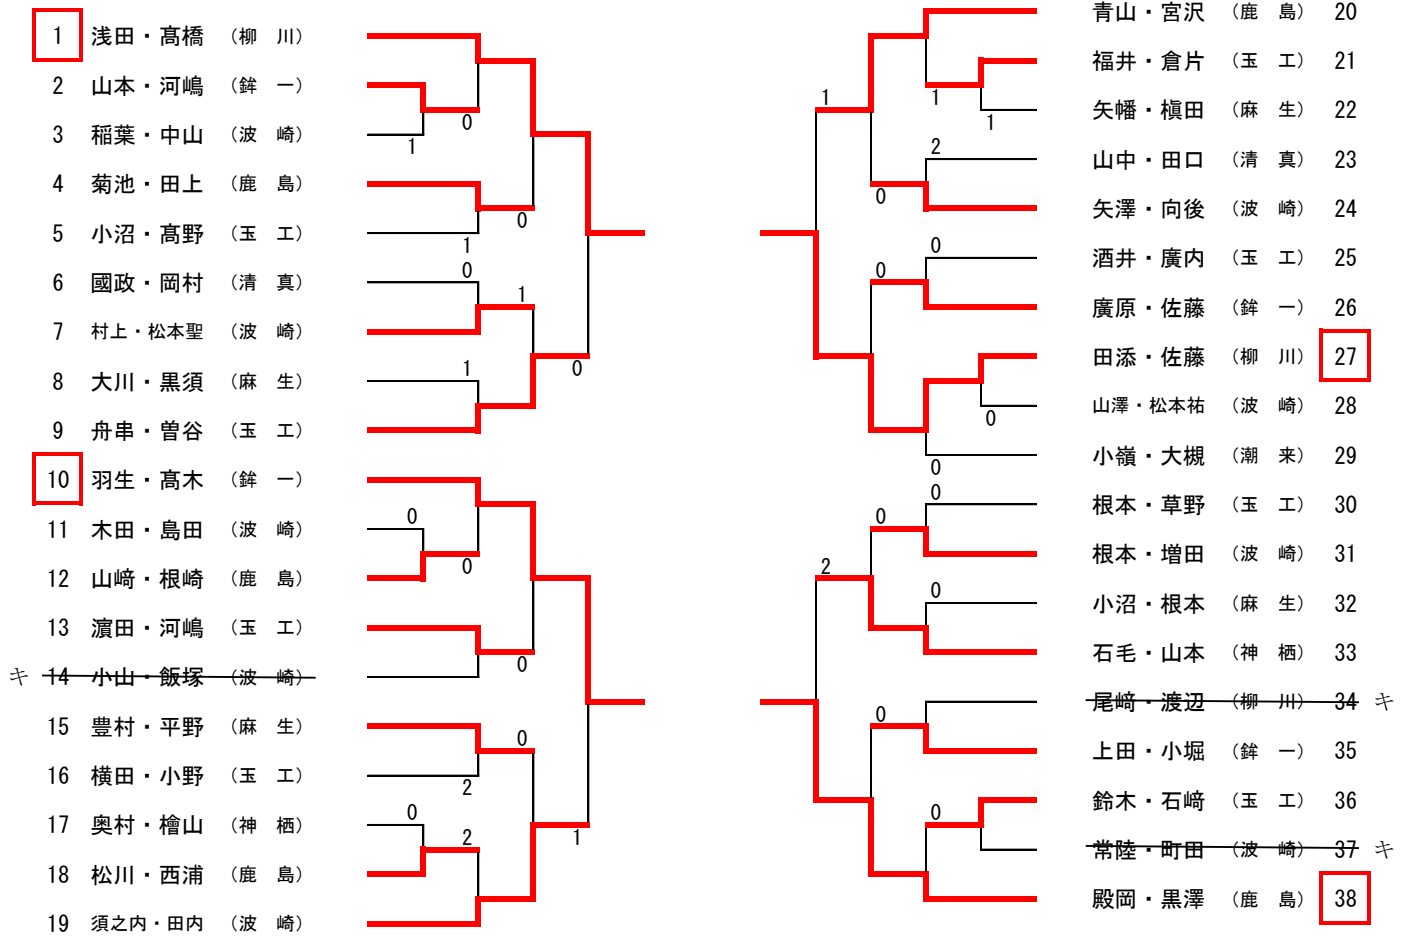 1 浅田・髙橋 （柳 川）
2 山本・河嶋 （鉾 一）
0
3 稲葉・中山 （波 崎）
1
4 菊池・田上 （鹿 島）
0
5 小沼・髙野 （玉 工）
1
6 國政・岡村 （清 真）
0
1
7 村上・松本聖 （波 崎）
0
8 大川・黒須 （麻 生）
1
9 舟串・曽谷 （玉 工）
10 羽生・髙木 （鉾 一）
11 木田・島田 （波 崎）
0
0
12 山﨑・根崎 （鹿 島）
13 濵田・河嶋 （玉 工）
0
キ 14 小山・飯塚 （波 崎）
15 豊村・平野 （麻 生）
0
16 横田・小野 （玉 工）
2
17 奥村・檜山 （神 栖）
0
2
1
18 松川・西浦 （鹿 島）
19 須之内・田内 （波 崎）
青山・宮沢 （鹿 島） 20
福井・倉片 （玉 工） 21
1
1
矢幡・槇田 （麻 生） 22
1
山中・田口 （清 真） 23
2
0
矢澤・向後 （波 崎） 24
酒井・廣内 （玉 工） 25
0
0
廣原・佐藤 （鉾 一） 26
田添・佐藤 （柳 川） 27
山澤・松本祐 （波 崎） 28
0
小嶺・大槻 （潮 来） 29
0
根本・草野 （玉 工） 30
0
0
根本・増田 （波 崎） 31
2
小沼・根本 （麻 生） 32
0
石毛・山本 （神 栖） 33
尾﨑・渡辺 （柳 川） 34 キ
0
上田・小堀 （鉾 一） 35
鈴木・石﨑 （玉 工） 36
0
常陸・町田 （波 崎） 37 キ
殿岡・黒澤 （鹿 島） 38